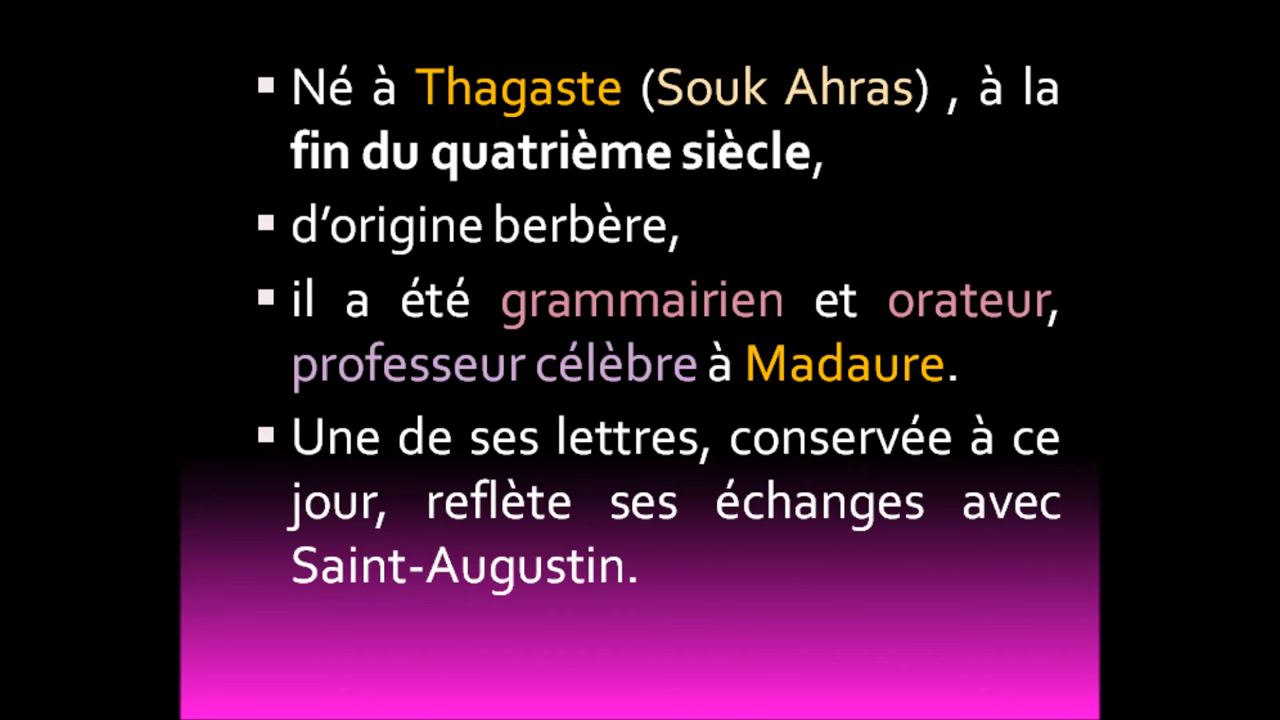 ▪ Né à Thagaste (Souk Ahras) , à la
fin du quatrième siècle,
▪ d’origine berbère,
▪ il a été grammairien et orateur,
professeur célèbre à Madaure.
▪ Une de ses lettres, conservée à ce
jour, reflète ses échanges avec
Saint-Augustin.